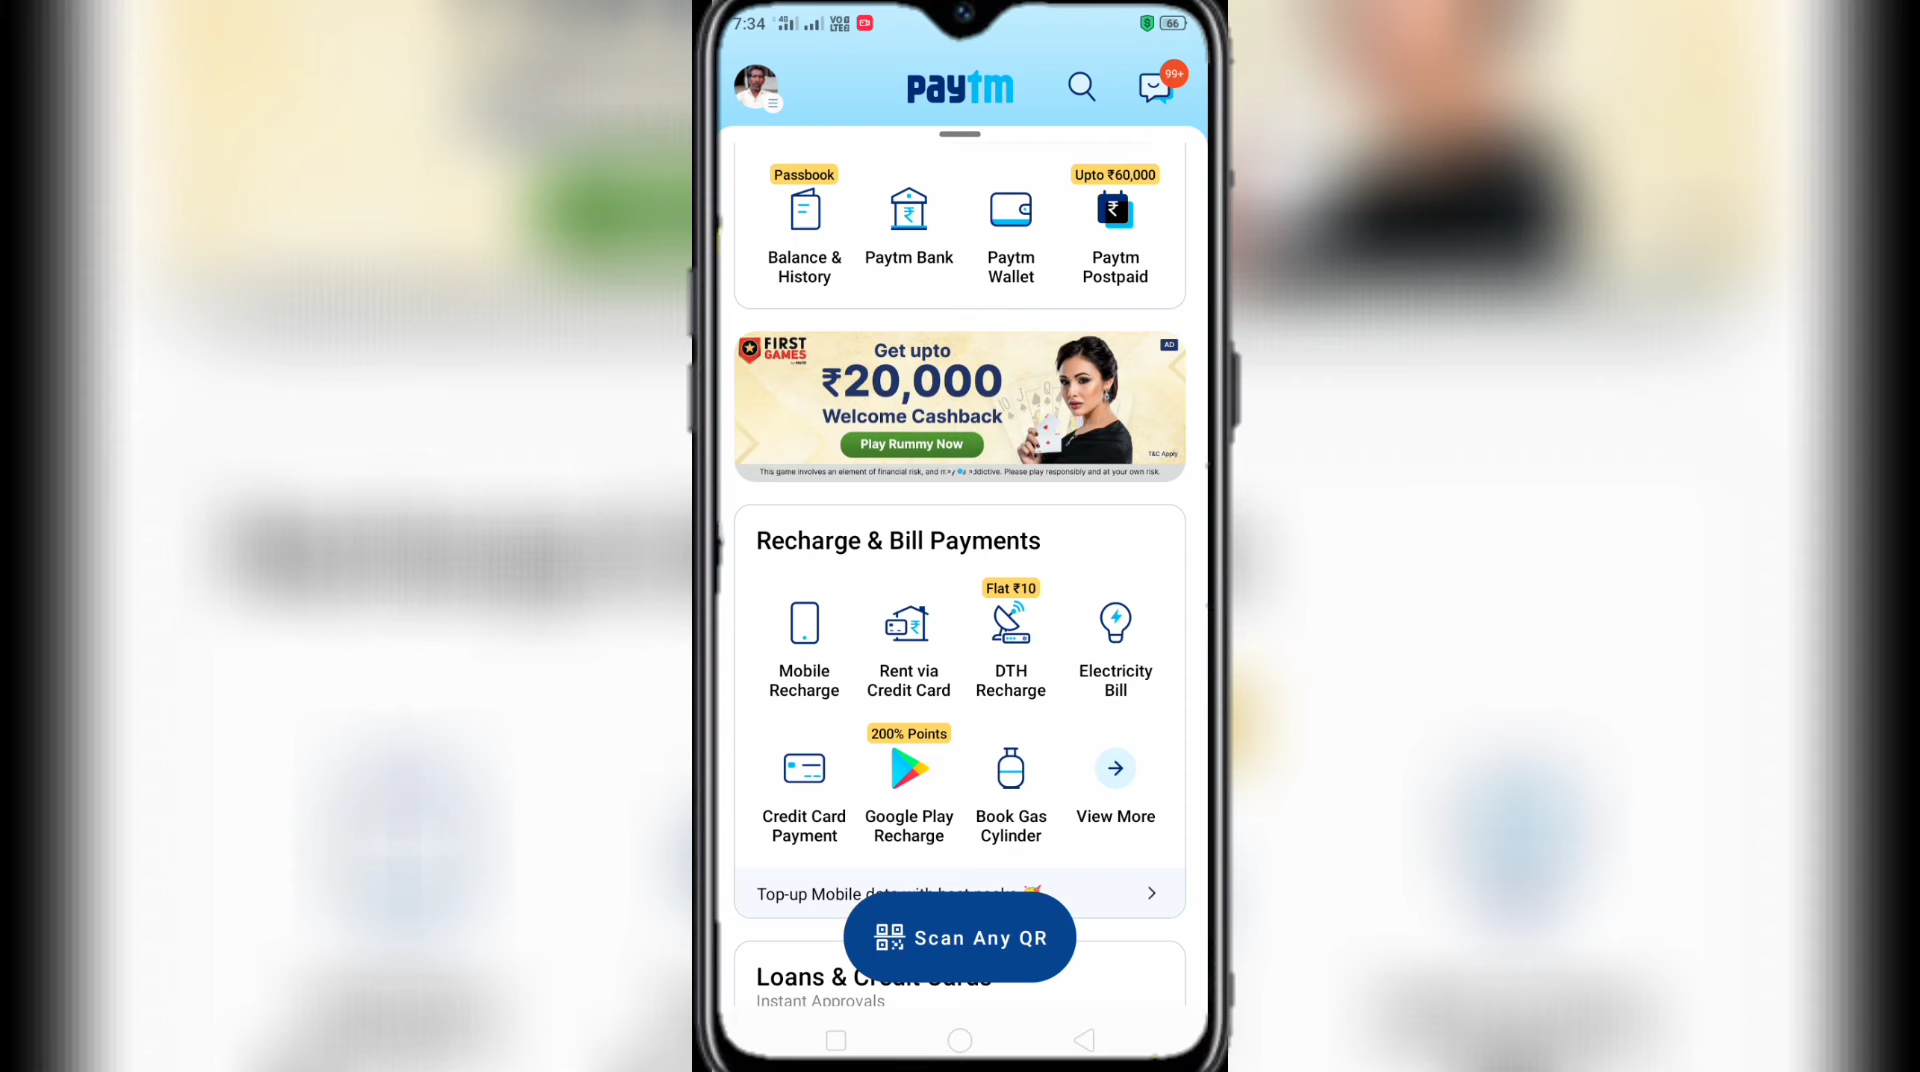 7:34 4G VO LTE 66
paytm 99+
Passbook Upto ₹60,000
Balance & History
Paytm Bank
Paytm Wallet
Paytm Postpaid
FIRST GAMES
Get upto
₹20,000
Welcome Cashback
Play Rummy Now
AD
T&C Apply
This game involves an element of financial risk, and may addictive. Please play responsibly and at your own risk.
Recharge & Bill Payments
Flat ₹10
Mobile Recharge
Rent via Credit Card
DTH Recharge
Electricity Bill
200% Points
Credit Card Payment
Google Play Recharge
Book Gas Cylinder
View More
Top-up Mobile data with best packs
Scan Any QR
Loans & Credit Cards
Instant Approvals